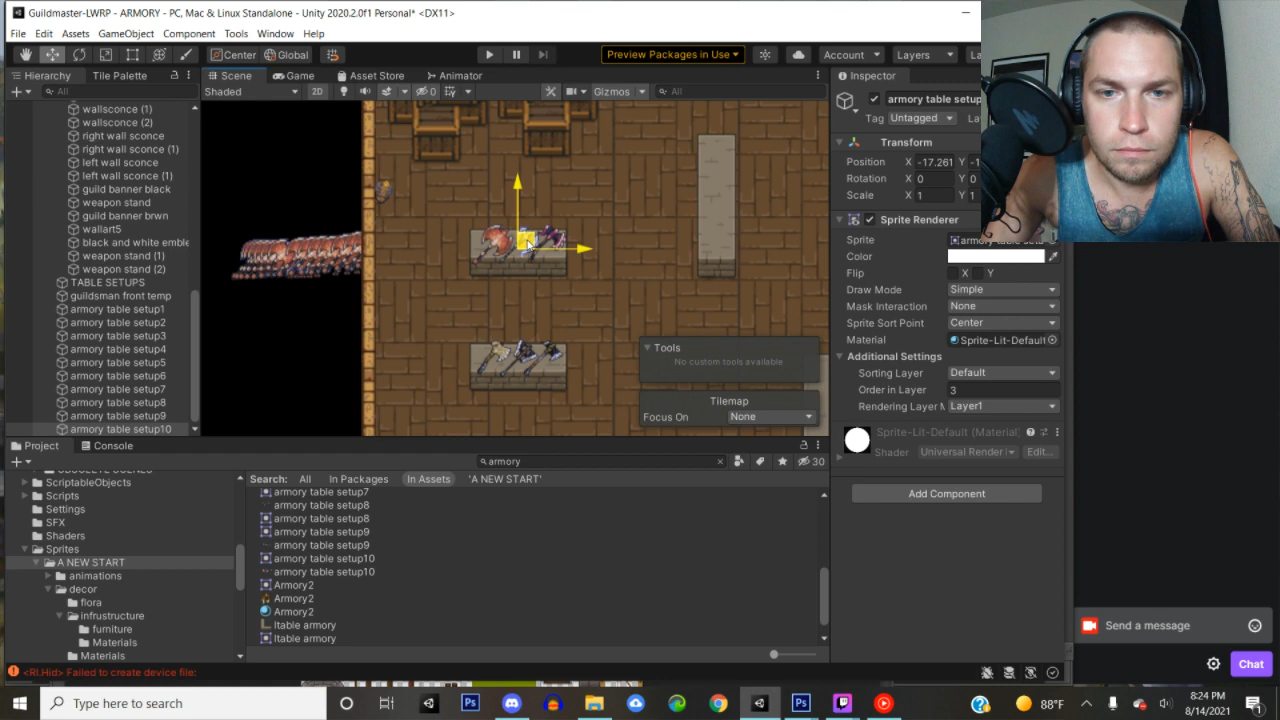 Guildmaster-LWRP - ARMORY - PC, Mac & Linux Standalone - Unity 2020.2.0f1 Personal* <DX11>
File Edit Assets GameObject Component Tools Window Help
Center Global Preview Packages in Use Account Layers La
Hierarchy Tile Palette
All
wallsconce (1)
wallsconce (2)
right wall sconce
right wall sconce (1)
left wall sconce
left wall sconce (1)
guild banner black
weapon stand
guild banner brwn
wallart5
black and white emble
weapon stand (1)
weapon stand (2)
TABLE SETUPS
guildsman front temp
armory table setup1
armory table setup2
armory table setup3
armory table setup4
armory table setup5
armory table setup6
armory table setup7
armory table setup8
armory table setup9
armory table setup10
Scene Game Asset Store Animator
Shaded 2D 0 Gizmos All
Tools
No custom tools available
Tilemap
Focus On None
Inspector
armory table setup
Tag Untagged La
Transform
Position X -17.261 Y -1
Rotation X 0 Y 0
Scale X 1 Y 1
Sprite Renderer
Sprite
Color
Flip X Y
Draw Mode Simple
Mask Interaction None
Sprite Sort Point Center
Material Sprite-Lit-Default
Additional Settings
Sorting Layer Default
Order in Layer 3
Rendering Layer M Layer1
Sprite-Lit-Default (Material)
Shader Universal Render Edit...
Add Component
Project Console
armory 30
ScriptableObjects
Scripts
Settings
SFX
Shaders
Sprites
A NEW START
animations
decor
flora
infrustructure
furniture
Materials
Materials
Search: All In Packages In Assets 'A NEW START'
armory table setup7
armory table setup8
armory table setup8
armory table setup9
armory table setup9
armory table setup10
armory table setup10
Armory2
Armory2
Armory2
ltable armory
ltable armory
<RI.Hid> Failed to create device file:
Send a message
Chat
Type here to search
88°F
8:24 PM
8/14/2021